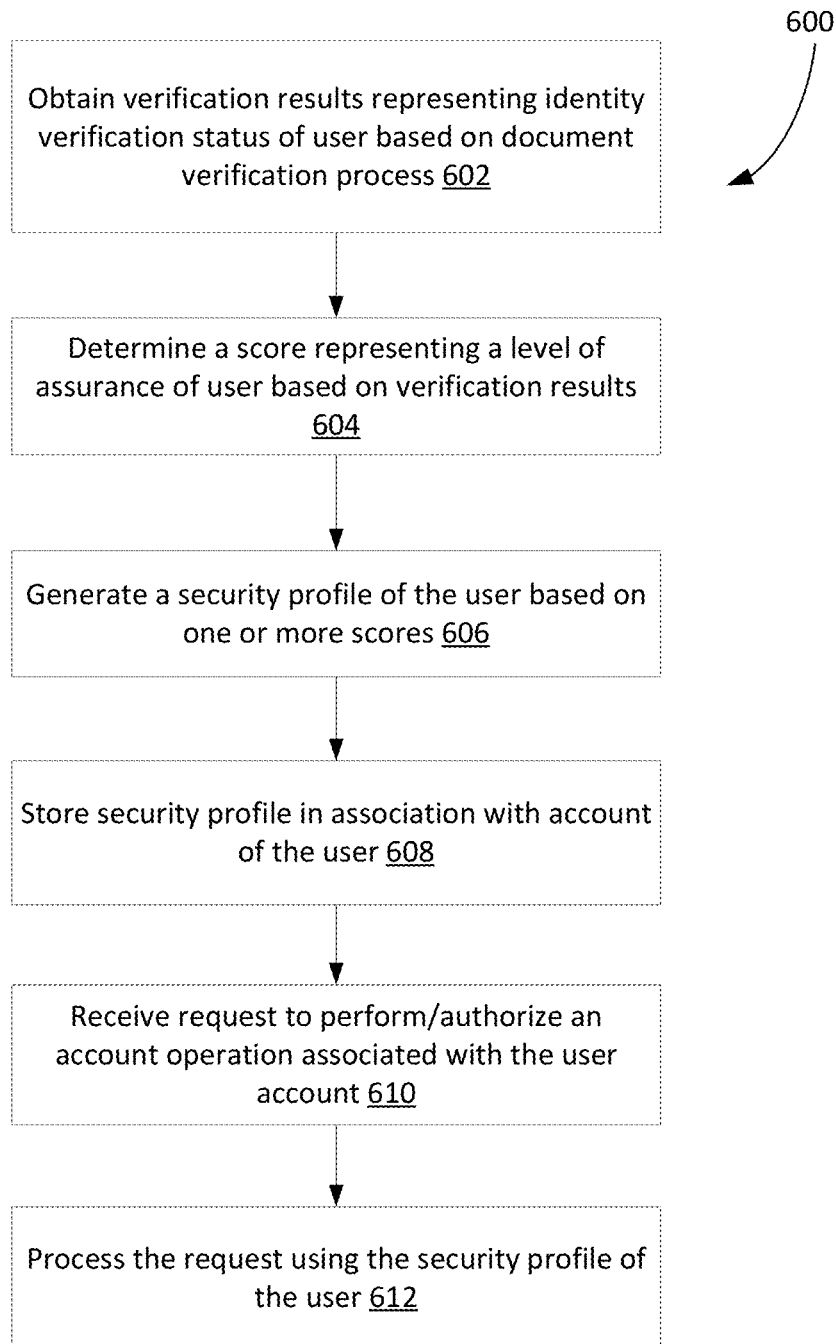 600
Obtain verification results representing identity
verification status of user based on document
verification process 602
Determine a score representing a level of
assurance of user based on verification results
604
Generate a security profile of the user based on
one or more scores 606
Store security profile in association with account
of the user 608
Receive request to perform/authorize an
account operation associated with the user
account 610
Process the request using the security profile of
the user 612